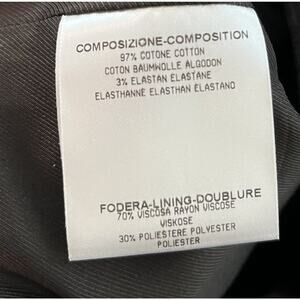 COMPOSIZIONE-COMPOSITION
97% COTONE COTTON
COTON BAUMWOLLE ALGODON
3% ELASTAN ELASTANE
ELASTHANNE ELASTHAN ELASTANO
FODERA-LINING-DOUBLURE
70% VISCOSA RAYON VISCOSE
VISKOSE
30% POLIESTERE POLYESTER
POLIESTER